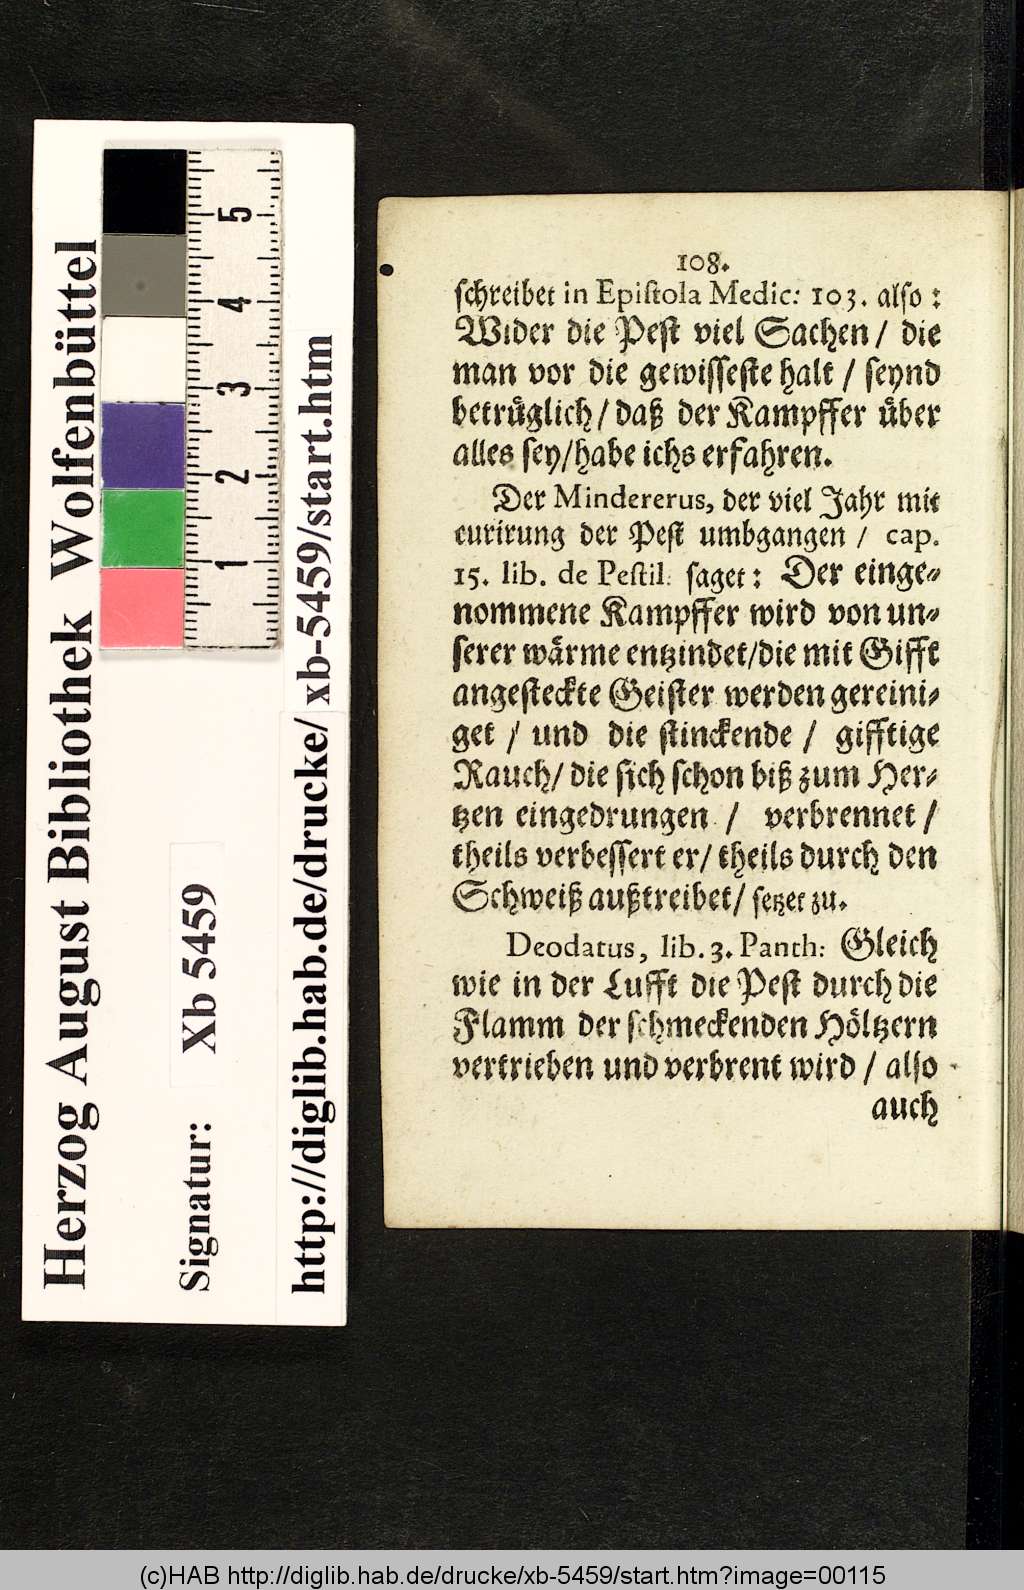 Herzog August Bibliothek Wolfenbüttel
Signatur: Xb 5459
http://diglib.hab.de/drucke/xb-5459/start.htm
1 2 3 4 5
108.
schreibet in Epistola Medic: 103. also:
Wider die Pest viel Sachen / die
man vor die gewisseste halt / seynd
betrüglich / daß der Kampffer über
alles sey/habe ichs erfahren.
Der Mindererus, der viel Jahr mit
curirung der Pest umbgangen / cap.
15. lib. de Pestil: saget: Der einge-
nommene Kampffer wird von un-
serer wärme entzindet/die mit Gifft
angesteckte Geister werden gereini-
get / und die stinckende / gifftige
Rauch/ die sich schon biß zum Her-
tzen eingedrungen / verbrennet /
theils verbessert er/ theils durch den
Schweiß außtreibet/ setzet zu.
Deodatus, lib. 3. Panth: Gleich
wie in der Lufft die Pest durch die
Flamm der schmeckenden Höltzern
vertrieben und verbrent wird / also
auch
(c)HAB http://diglib.hab.de/drucke/xb-5459/start.htm?image=00115